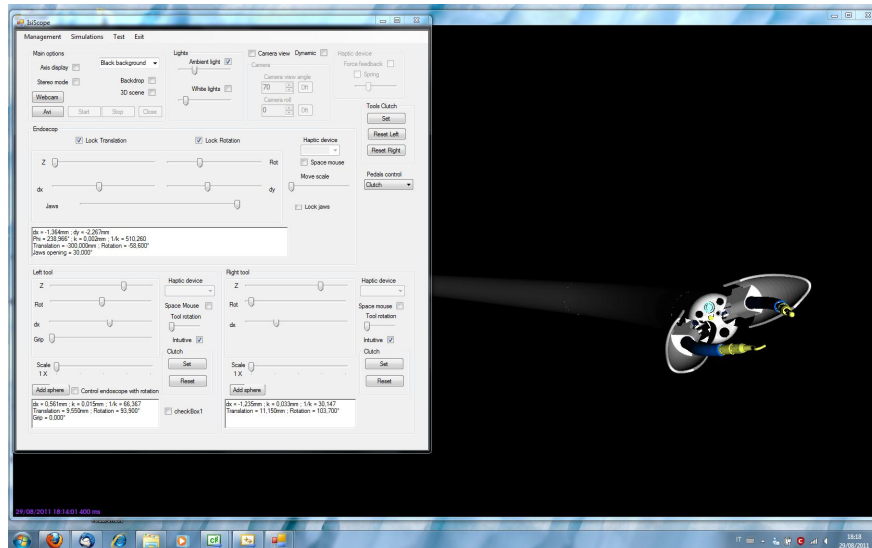 IsiScope
Management Simulations Test Exit
Main options
Axis display
Black background
Stereo mode
Backdrop
3D scene
Webcam
Avi Start Stop Close
Lights
Ambient light
White lights
Camera view Dynamic
Camera
Camera view angle
70 Dft
Camera roll
0 Dft
Haptic device
Force feedback
Spring
Tools Clutch
Set
Reset Left
Reset Right
Pedals control
Clutch
Endoscop
Lock Translation Lock Rotation
Haptic device
Z Rot
Space mouse
Move scale
dx dy
Jaws
Lock jaws
dx = -1,364mm ; dy = -2,267mm
Phi = 238,966° ; k = 0,002mm ; 1/k = 510,260
Translation = -300,000mm ; Rotation = -58,600°
Jaws opening = 30,000°
Left tool
Z
Rot
dx
Grip
Haptic device
Space Mouse
Tool rotation
Intuitive
Clutch
Set
Reset
Scale
1 X
Add sphere Control endoscope with rotation
dx = 0,561mm ; k = 0,015mm ; 1/k = 66,367
Translation = 9,550mm ; Rotation = 93,900°
Grip = 0,000°
checkBox1
Right tool
Z
Rot
dx
Haptic device
Space mouse
Tool rotation
Intuitive
Clutch
Set
Reset
Scale
1 X
Add sphere
dx = -1,235mm ; k = 0,033mm ; 1/k = 30,147
Translation = 11,150mm ; Rotation = 103,700°
29/08/2011 18:14:01 400 ms
IT
18:18
29/08/2011